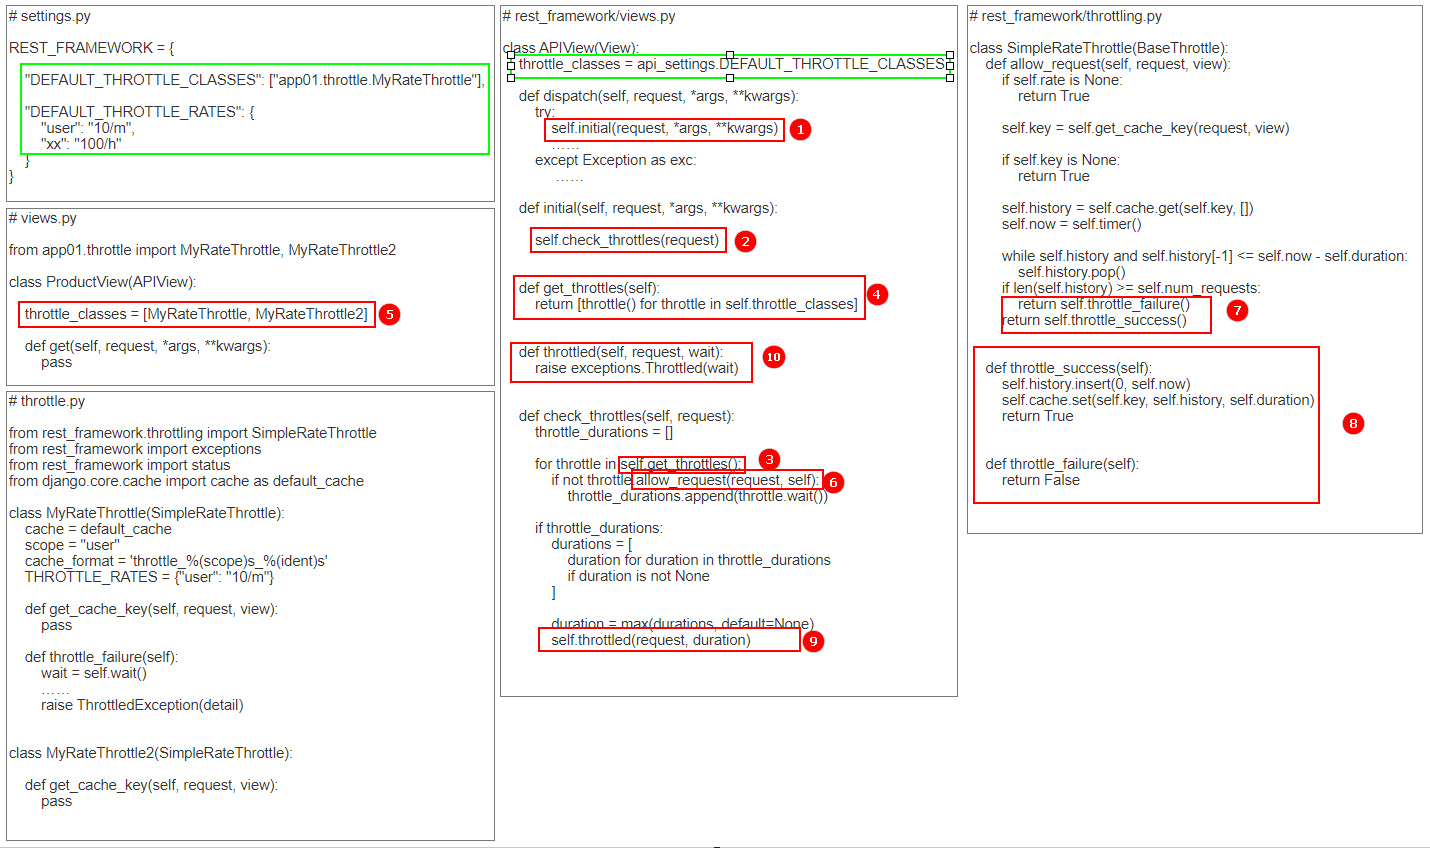 # settings.py
REST_FRAMEWORK = {
"DEFAULT_THROTTLE_CLASSES": ["app01.throttle.MyRateThrottle"],
"DEFAULT_THROTTLE_RATES": {
"user": "10/m",
"xx": "100/h"
}
}
# views.py
from app01.throttle import MyRateThrottle, MyRateThrottle2
class ProductView(APIView):
throttle_classes = [MyRateThrottle, MyRateThrottle2] 5
def get(self, request, *args, **kwargs):
pass
# throttle.py
from rest_framework.throttling import SimpleRateThrottle
from rest_framework import exceptions
from rest_framework import status
from django.core.cache import cache as default_cache
class MyRateThrottle(SimpleRateThrottle):
cache = default_cache
scope = "user"
cache_format = 'throttle_%(scope)s_%(ident)s'
THROTTLE_RATES = {"user": "10/m"}
def get_cache_key(self, request, view):
pass
def throttle_failure(self):
wait = self.wait()
……
raise ThrottledException(detail)
class MyRateThrottle2(SimpleRateThrottle):
def get_cache_key(self, request, view):
pass
# rest_framework/views.py
class APIView(View):
throttle_classes = api_settings.DEFAULT_THROTTLE_CLASSES
def dispatch(self, request, *args, **kwargs):
try:
self.initial(request, *args, **kwargs) 1
……
except Exception as exc:
……
def initial(self, request, *args, **kwargs):
self.check_throttles(request) 2
def get_throttles(self):
return [throttle() for throttle in self.throttle_classes] 4
def throttled(self, request, wait):
raise exceptions.Throttled(wait) 10
def check_throttles(self, request):
throttle_durations = []
for throttle in self.get_throttles(): 3
if not throttle.allow_request(request, self): 6
throttle_durations.append(throttle.wait())
if throttle_durations:
durations = [
duration for duration in throttle_durations
if duration is not None
]
duration = max(durations, default=None)
self.throttled(request, duration) 9
# rest_framework/throttling.py
class SimpleRateThrottle(BaseThrottle):
def allow_request(self, request, view):
if self.rate is None:
return True
self.key = self.get_cache_key(request, view)
if self.key is None:
return True
self.history = self.cache.get(self.key, [])
self.now = self.timer()
while self.history and self.history[-1] <= self.now - self.duration:
self.history.pop()
if len(self.history) >= self.num_requests:
return self.throttle_failure() 7
return self.throttle_success()
def throttle_success(self):
self.history.insert(0, self.now)
self.cache.set(self.key, self.history, self.duration)
return True 8
def throttle_failure(self):
return False